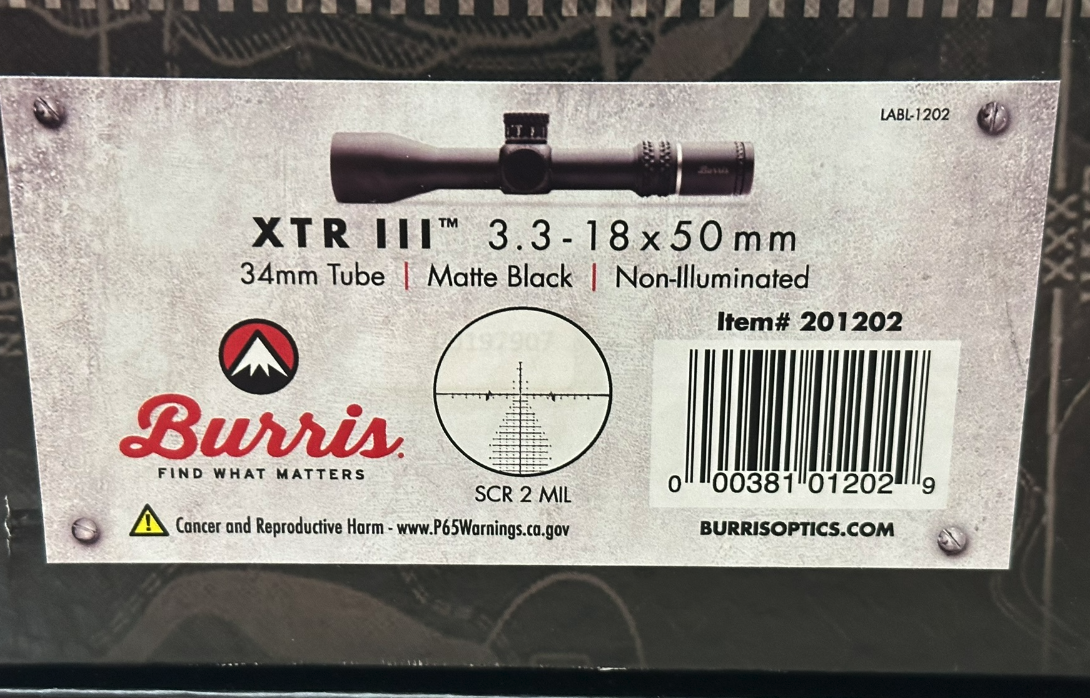 LABL-1202
Burris
XTR III™ 3.3-18x50mm
34mm Tube | Matte Black | Non-Illuminated
Item# 201202
Burris.
FIND WHAT MATTERS
SCR 2 MIL
0 00381 01202 9
⚠ Cancer and Reproductive Harm - www.P65Warnings.ca.gov
BURRISOPTICS.COM